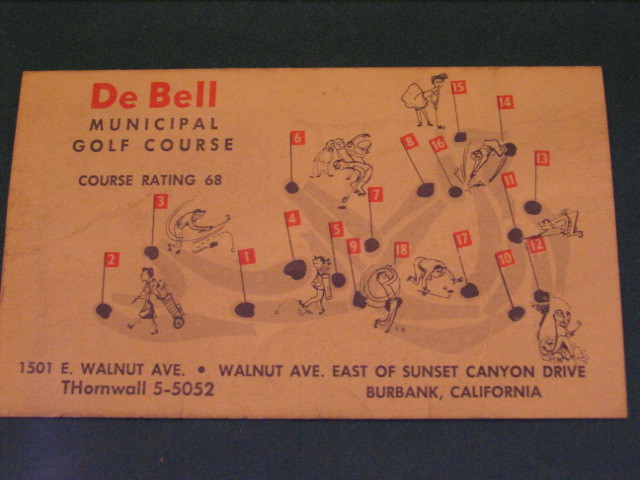 De Bell
MUNICIPAL
GOLF COURSE
COURSE RATING 68
15
14
6
8
16
13
3
11
7
2
1
4
5
9
18
17
10
12
1501 E. WALNUT AVE. • WALNUT AVE. EAST OF SUNSET CANYON DRIVE
THornwall 5-5052
BURBANK, CALIFORNIA